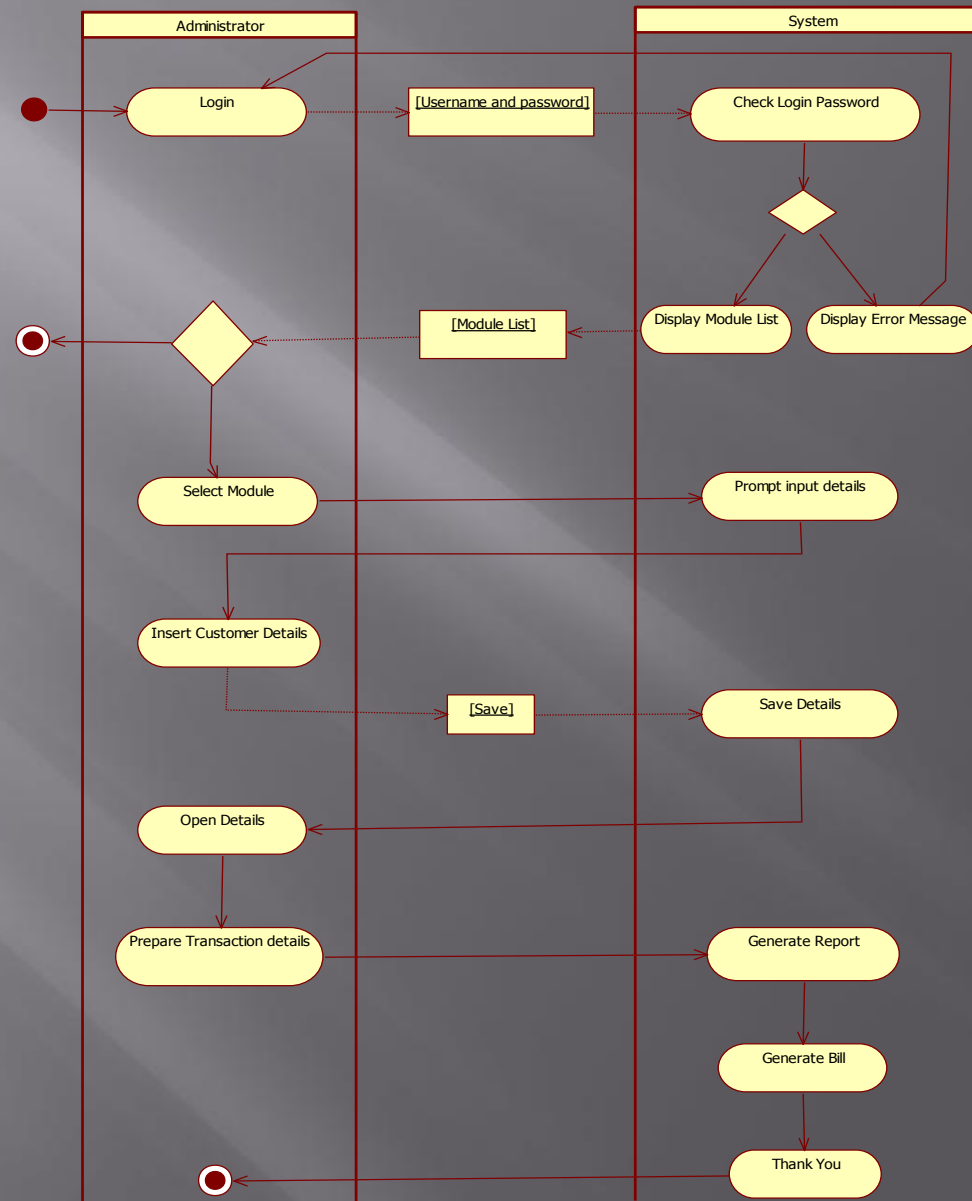 Administrator
System
Login
[Username and password]
Check Login Password
[Module List]
Display Module List
Display Error Message
Select Module
Prompt input details
Insert Customer Details
[Save]
Save Details
Open Details
Prepare Transaction details
Generate Report
Generate Bill
Thank You